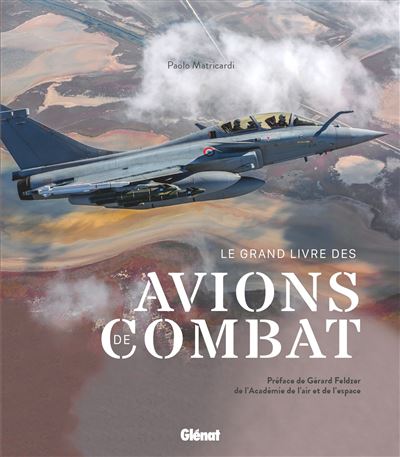 Paolo Matricardi
LE GRAND LIVRE DES
AVIONS
DE COMBAT
Préface de Gérard Feldzer
de l'Académie de l'air et de l'espace
Glénat